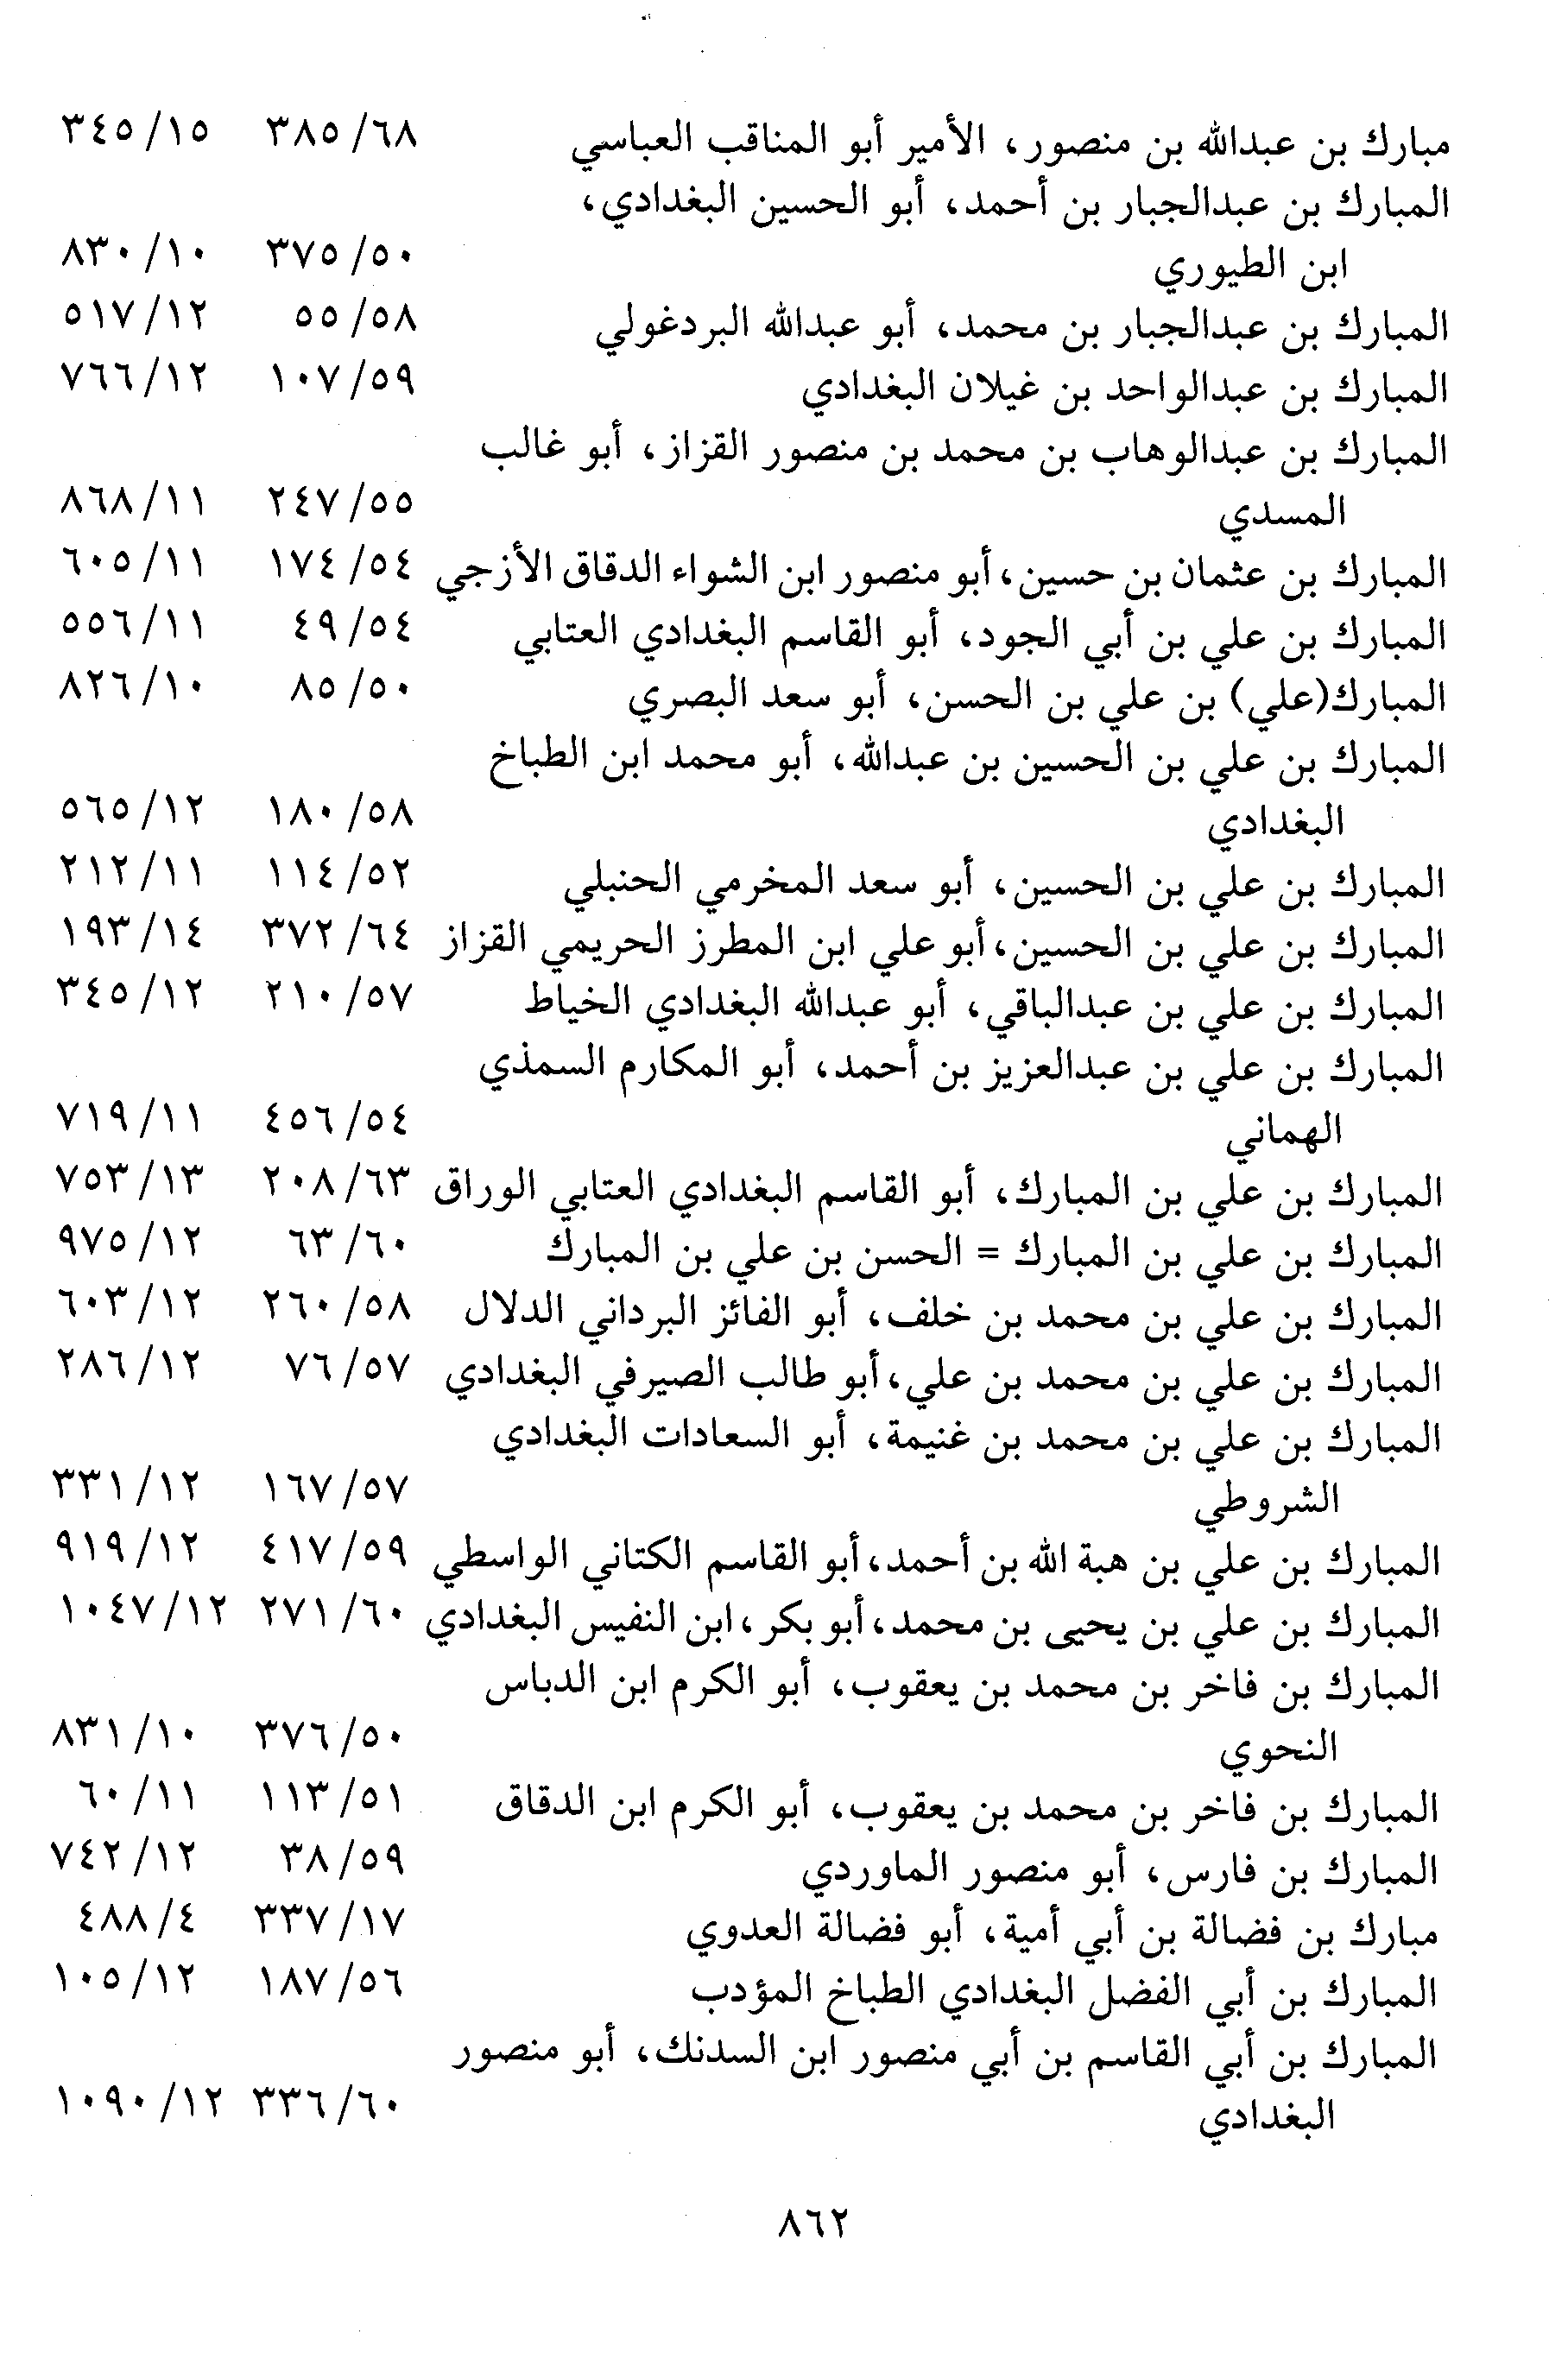 مبارك بن عبدالله بن منصور، الأمير أبو المناقب العباسي ٣٨٥/٦٨ ٣٤٥/١٥
المبارك بن عبدالجبار بن أحمد، أبو الحسين البغدادي،
ابن الطيوري ٣٧٥/٥٠ ٨٣٠/١٠
المبارك بن عبدالجبار بن محمد، أبو عبدالله البردغولي ٥٥/٥٨ ٥١٧/١٢
المبارك بن عبدالواحد بن غيلان البغدادي ١٠٧/٥٩ ٧٦٦/١٢
المبارك بن عبدالوهاب بن محمد بن منصور القزاز، أبو غالب
المسدي ٢٤٧/٥٥ ٨٦٨/١١
المبارك بن عثمان بن حسين، أبو منصور ابن الشواء الدقاق الأزجي ١٧٤/٥٤ ٦٠٥/١١
المبارك بن علي بن أبي الجود، أبو القاسم البغدادي العتابي ٤٩/٥٤ ٥٥٦/١١
المبارك(علي) بن علي بن الحسن، أبو سعد البصري ٨٥/٥٠ ٨٢٦/١٠
المبارك بن علي بن الحسين بن عبدالله، أبو محمد ابن الطباخ
البغدادي ١٨٠/٥٨ ٥٦٥/١٢
المبارك بن علي بن الحسين، أبو سعد المخرمي الحنبلي ١١٤/٥٢ ٢١٢/١١
المبارك بن علي بن الحسين، أبو علي ابن المطرز الحريمي القزاز ٣٧٢/٦٤ ١٩٣/١٤
المبارك بن علي بن عبدالباقي، أبو عبدالله البغدادي الخياط ٢١٠/٥٧ ٣٤٥/١٢
المبارك بن علي بن عبدالعزيز بن أحمد، أبو المكارم السمذي
الهماني ٤٥٦/٥٤ ٧١٩/١١
المبارك بن علي بن المبارك، أبو القاسم البغدادي العتابي الوراق ٢٠٨/٦٣ ٧٥٣/١٣
المبارك بن علي بن المبارك = الحسن بن علي بن المبارك ٦٣/٦٠ ٩٧٥/١٢
المبارك بن علي بن محمد بن خلف، أبو الفائز البرداني الدلال ٢٦٠/٥٨ ٦٠٣/١٢
المبارك بن علي بن محمد بن علي، أبو طالب الصيرفي البغدادي ٧٦/٥٧ ٢٨٦/١٢
المبارك بن علي بن محمد بن غنيمة، أبو السعادات البغدادي
الشروطي ١٦٧/٥٧ ٣٣١/١٢
المبارك بن علي بن هبة الله بن أحمد، أبو القاسم الكتاني الواسطي ٤١٧/٥٩ ٩١٩/١٢
المبارك بن علي بن يحيى بن محمد، أبو بكر، ابن النفيس البغدادي ٢٧١/٦٠ ١٠٤٧/١٢
المبارك بن فاخر بن محمد بن يعقوب، أبو الكرم ابن الدباس
النحوي ٣٧٦/٥٠ ٨٣١/١٠
المبارك بن فاخر بن محمد بن يعقوب، أبو الكرم ابن الدقاق ١١٣/٥١ ٦٠/١١
المبارك بن فارس، أبو منصور الماوردي ٣٨/٥٩ ٧٤٢/١٢
مبارك بن فضالة بن أبي أمية، أبو فضالة العدوي ٣٣٧/١٧ ٤٨٨/٤
المبارك بن أبي الفضل البغدادي الطباخ المؤدب ١٨٧/٥٦ ١٠٥/١٢
المبارك بن أبي القاسم بن أبي منصور ابن السدنك، أبو منصور
البغدادي ٣٣٦/٦٠ ١٠٩٠/١٢
٨٦٢